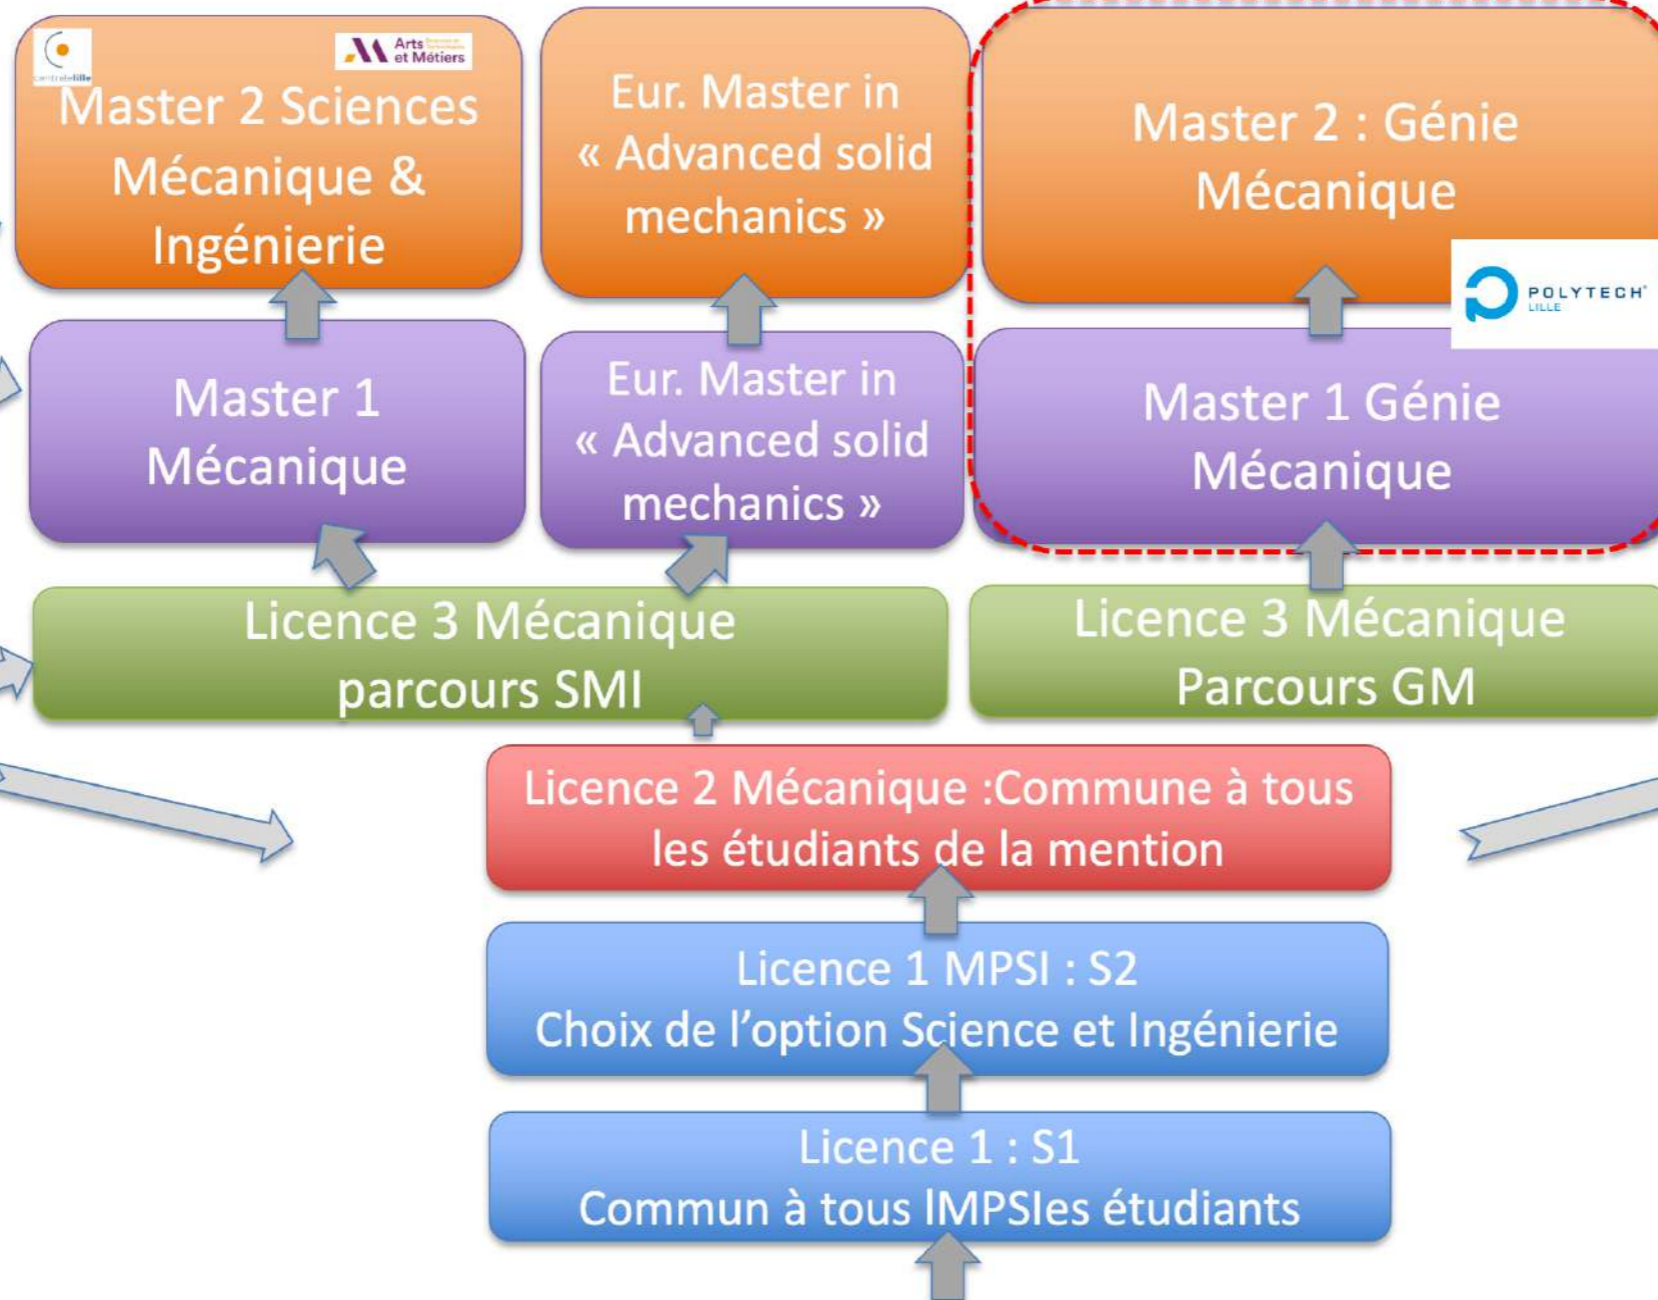 centralelille
Arts
et Métiers
Master 2 Sciences
Mécanique &
Ingénierie
Eur. Master in
« Advanced solid
mechanics »
Master 2 : Génie
Mécanique
POLYTECH
LILLE
Master 1
Mécanique
Eur. Master in
« Advanced solid
mechanics »
Master 1 Génie
Mécanique
Licence 3 Mécanique
parcours SMI
Licence 3 Mécanique
Parcours GM
Licence 2 Mécanique :Commune à tous
les étudiants de la mention
Licence 1 MPSI : S2
Choix de l’option Science et Ingénierie
Licence 1 : S1
Commun à tous lMPSIes étudiants